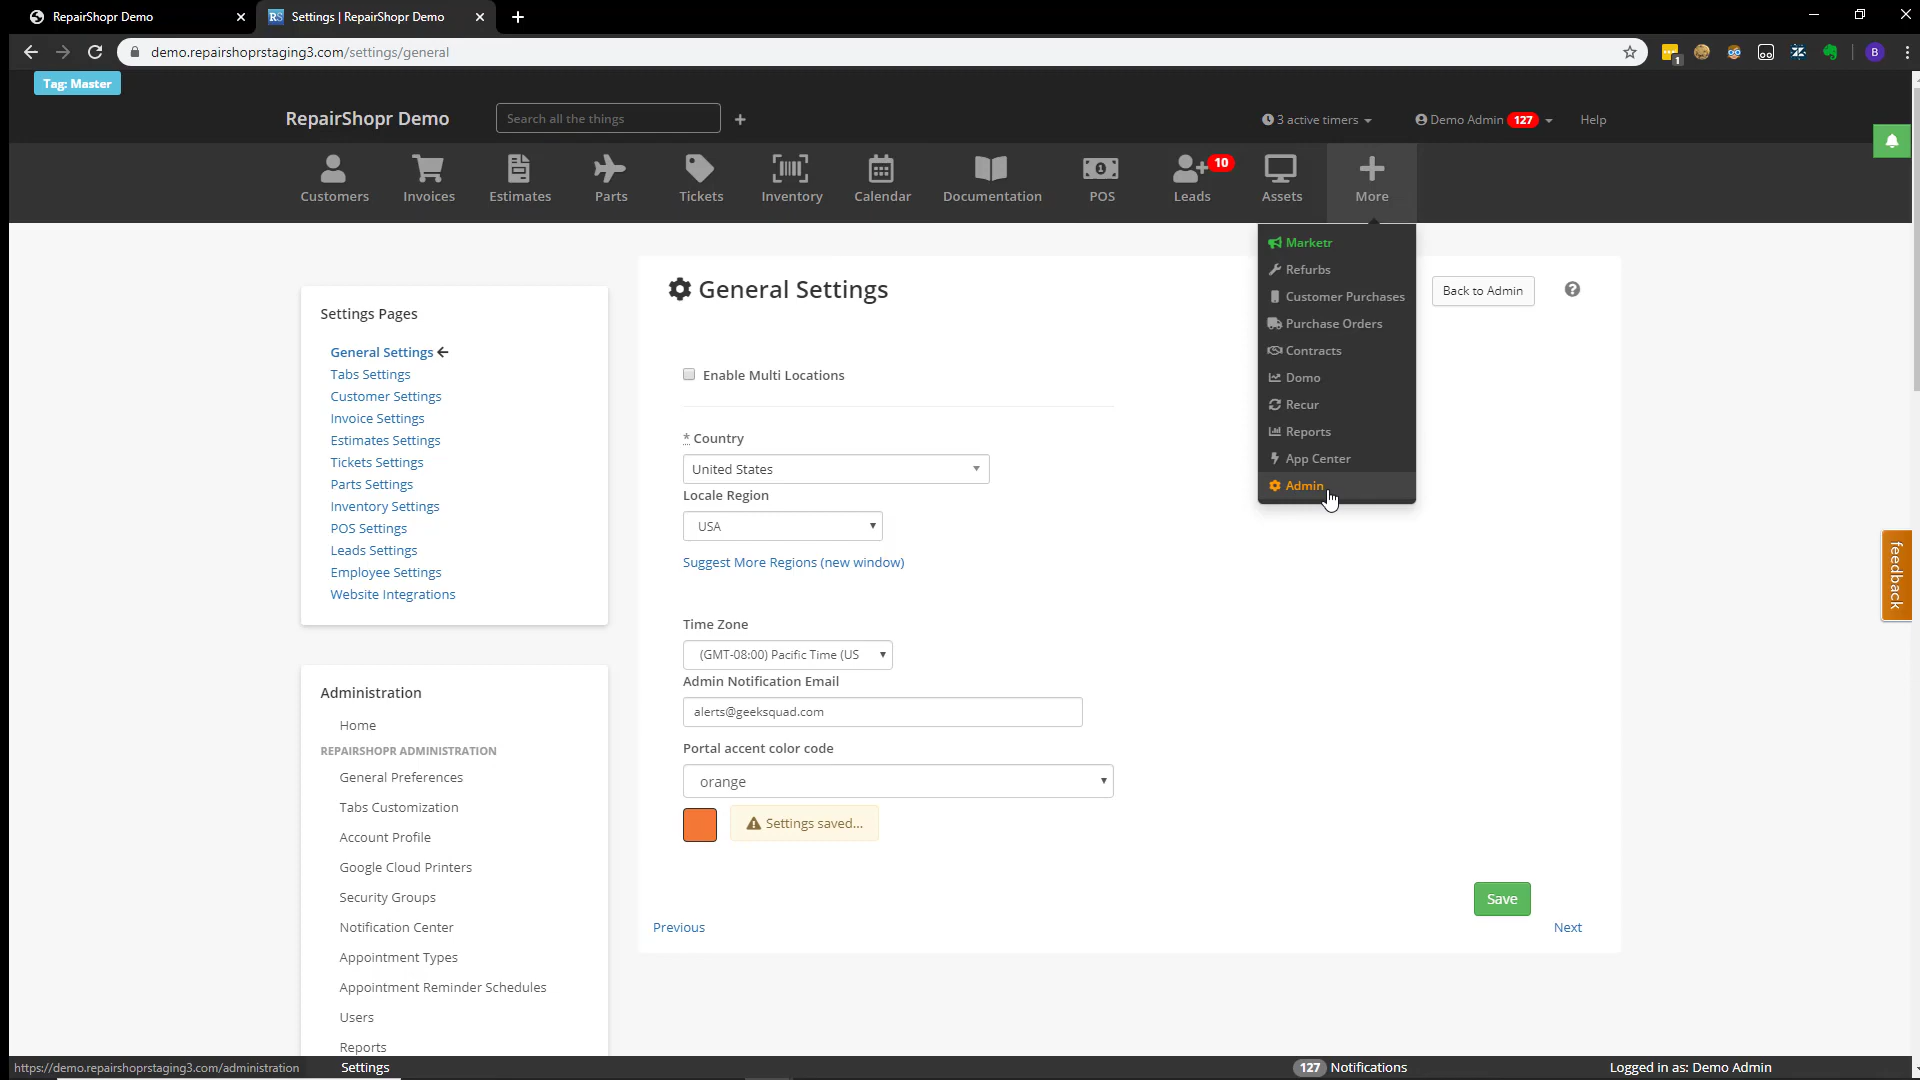 RepairShopr Demo
RS Settings | RepairShopr Demo
demo.repairshoprstaging3.com/settings/general
1
B
Tag: Master
RepairShopr Demo
Search all the things
3 active timers
Demo Admin 127
Help
10
Customers
Invoices
Estimates
Parts
Tickets
Inventory
Calendar
Documentation
POS
Leads
Assets
More
Marketr
Refurbs
Customer Purchases
Purchase Orders
Contracts
Domo
Recur
Reports
App Center
Admin
Settings Pages
General Settings
Tabs Settings
Customer Settings
Invoice Settings
Estimates Settings
Tickets Settings
Parts Settings
Inventory Settings
POS Settings
Leads Settings
Employee Settings
Website Integrations
Administration
Home
REPAIRSHOPR ADMINISTRATION
General Preferences
Tabs Customization
Account Profile
Google Cloud Printers
Security Groups
Notification Center
Appointment Types
Appointment Reminder Schedules
Users
Reports
General Settings
Back to Admin
Enable Multi Locations
* Country
United States
Locale Region
USA
Suggest More Regions (new window)
Time Zone
(GMT-08:00) Pacific Time (US
Admin Notification Email
alerts@geeksquad.com
Portal accent color code
orange
Settings saved...
Save
Previous
Next
feedback
https://demo.repairshoprstaging3.com/administration
Settings
127 Notifications
Logged in as: Demo Admin